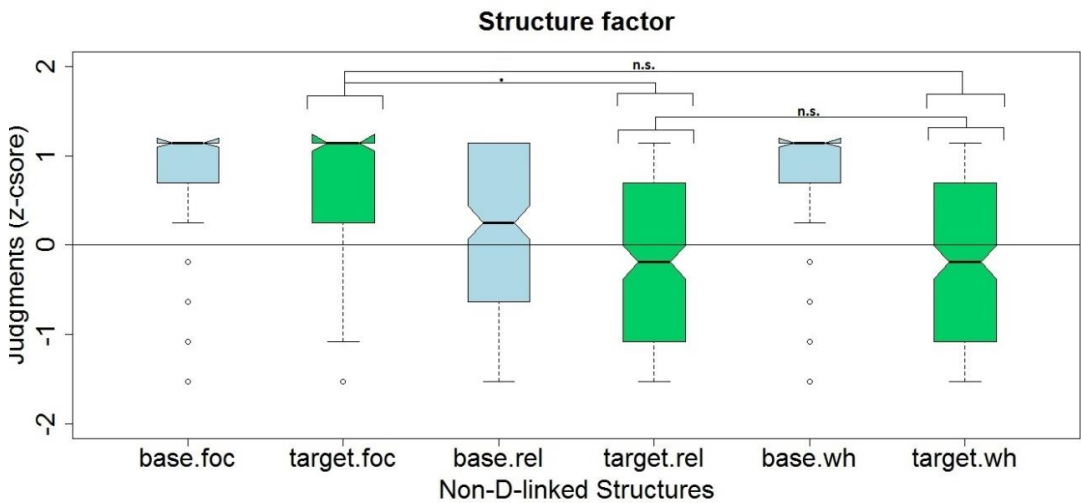 Structure factor
n.s.
*
n.s.
Judgments (z-csore)
2
1
0
-1
-2
base.foc target.foc base.rel target.rel base.wh target.wh
Non-D-linked Structures